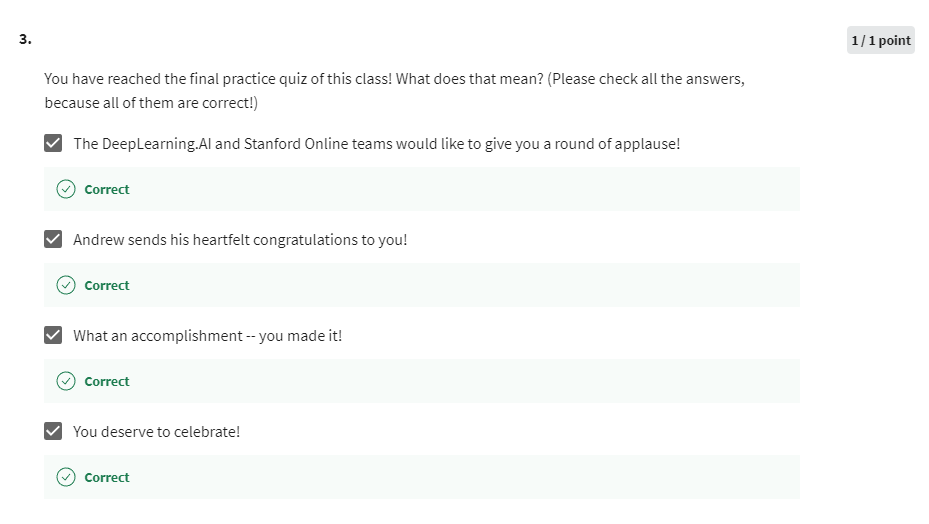 3.
1 / 1 point
You have reached the final practice quiz of this class! What does that mean? (Please check all the answers,
because all of them are correct!)
The DeepLearning.AI and Stanford Online teams would like to give you a round of applause!
Correct
Andrew sends his heartfelt congratulations to you!
Correct
What an accomplishment -- you made it!
Correct
You deserve to celebrate!
Correct